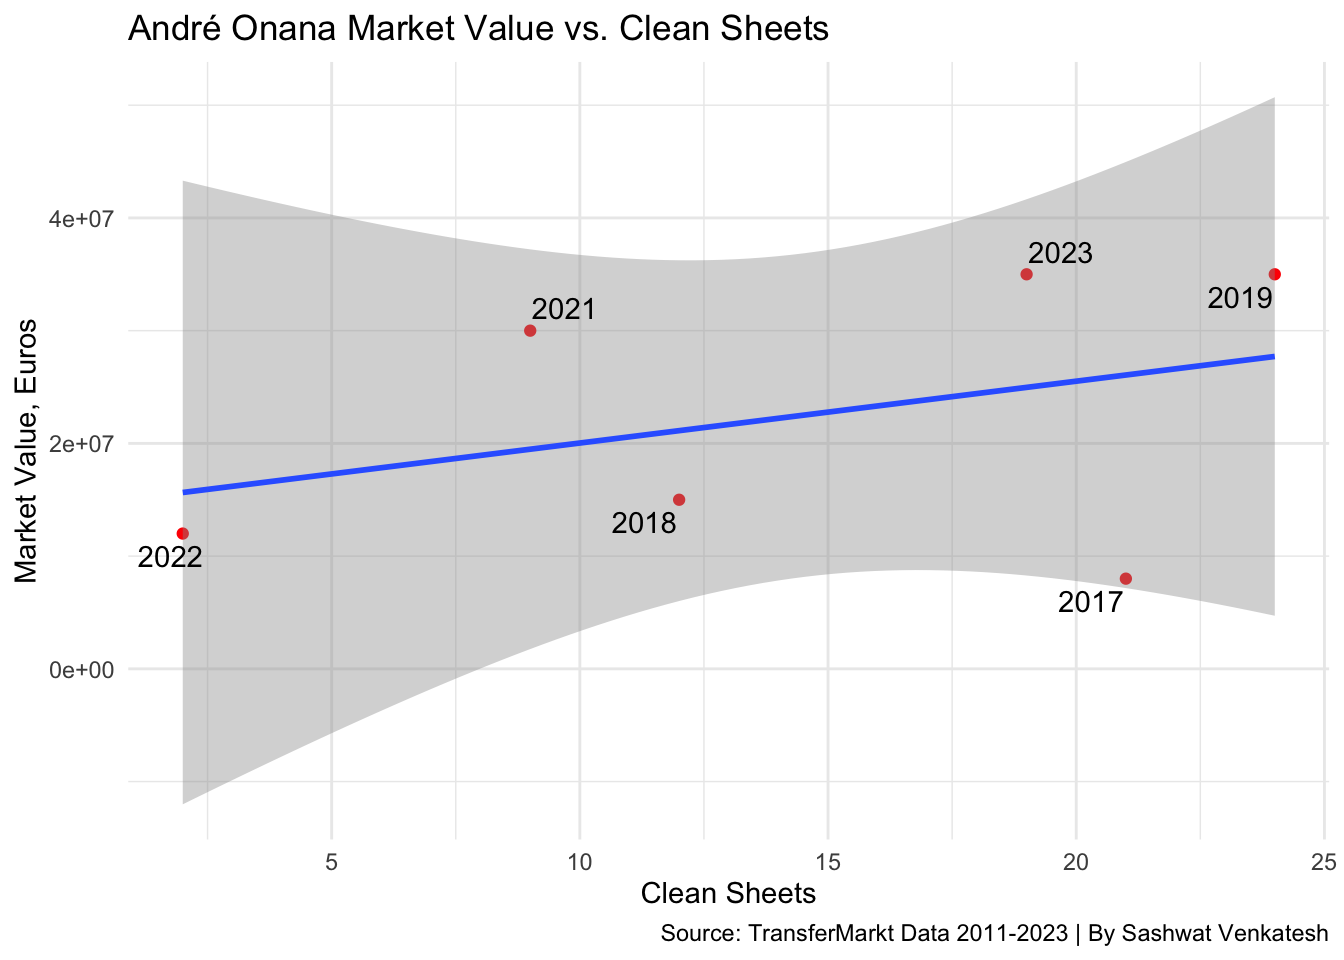 André Onana Market Value vs. Clean Sheets
Market Value, Euros
4e+07
2e+07
0e+00
2023
2019
2021
2018
2022
2017
5 10 15 20 25
Clean Sheets
Source: TransferMarkt Data 2011-2023 | By Sashwat Venkatesh